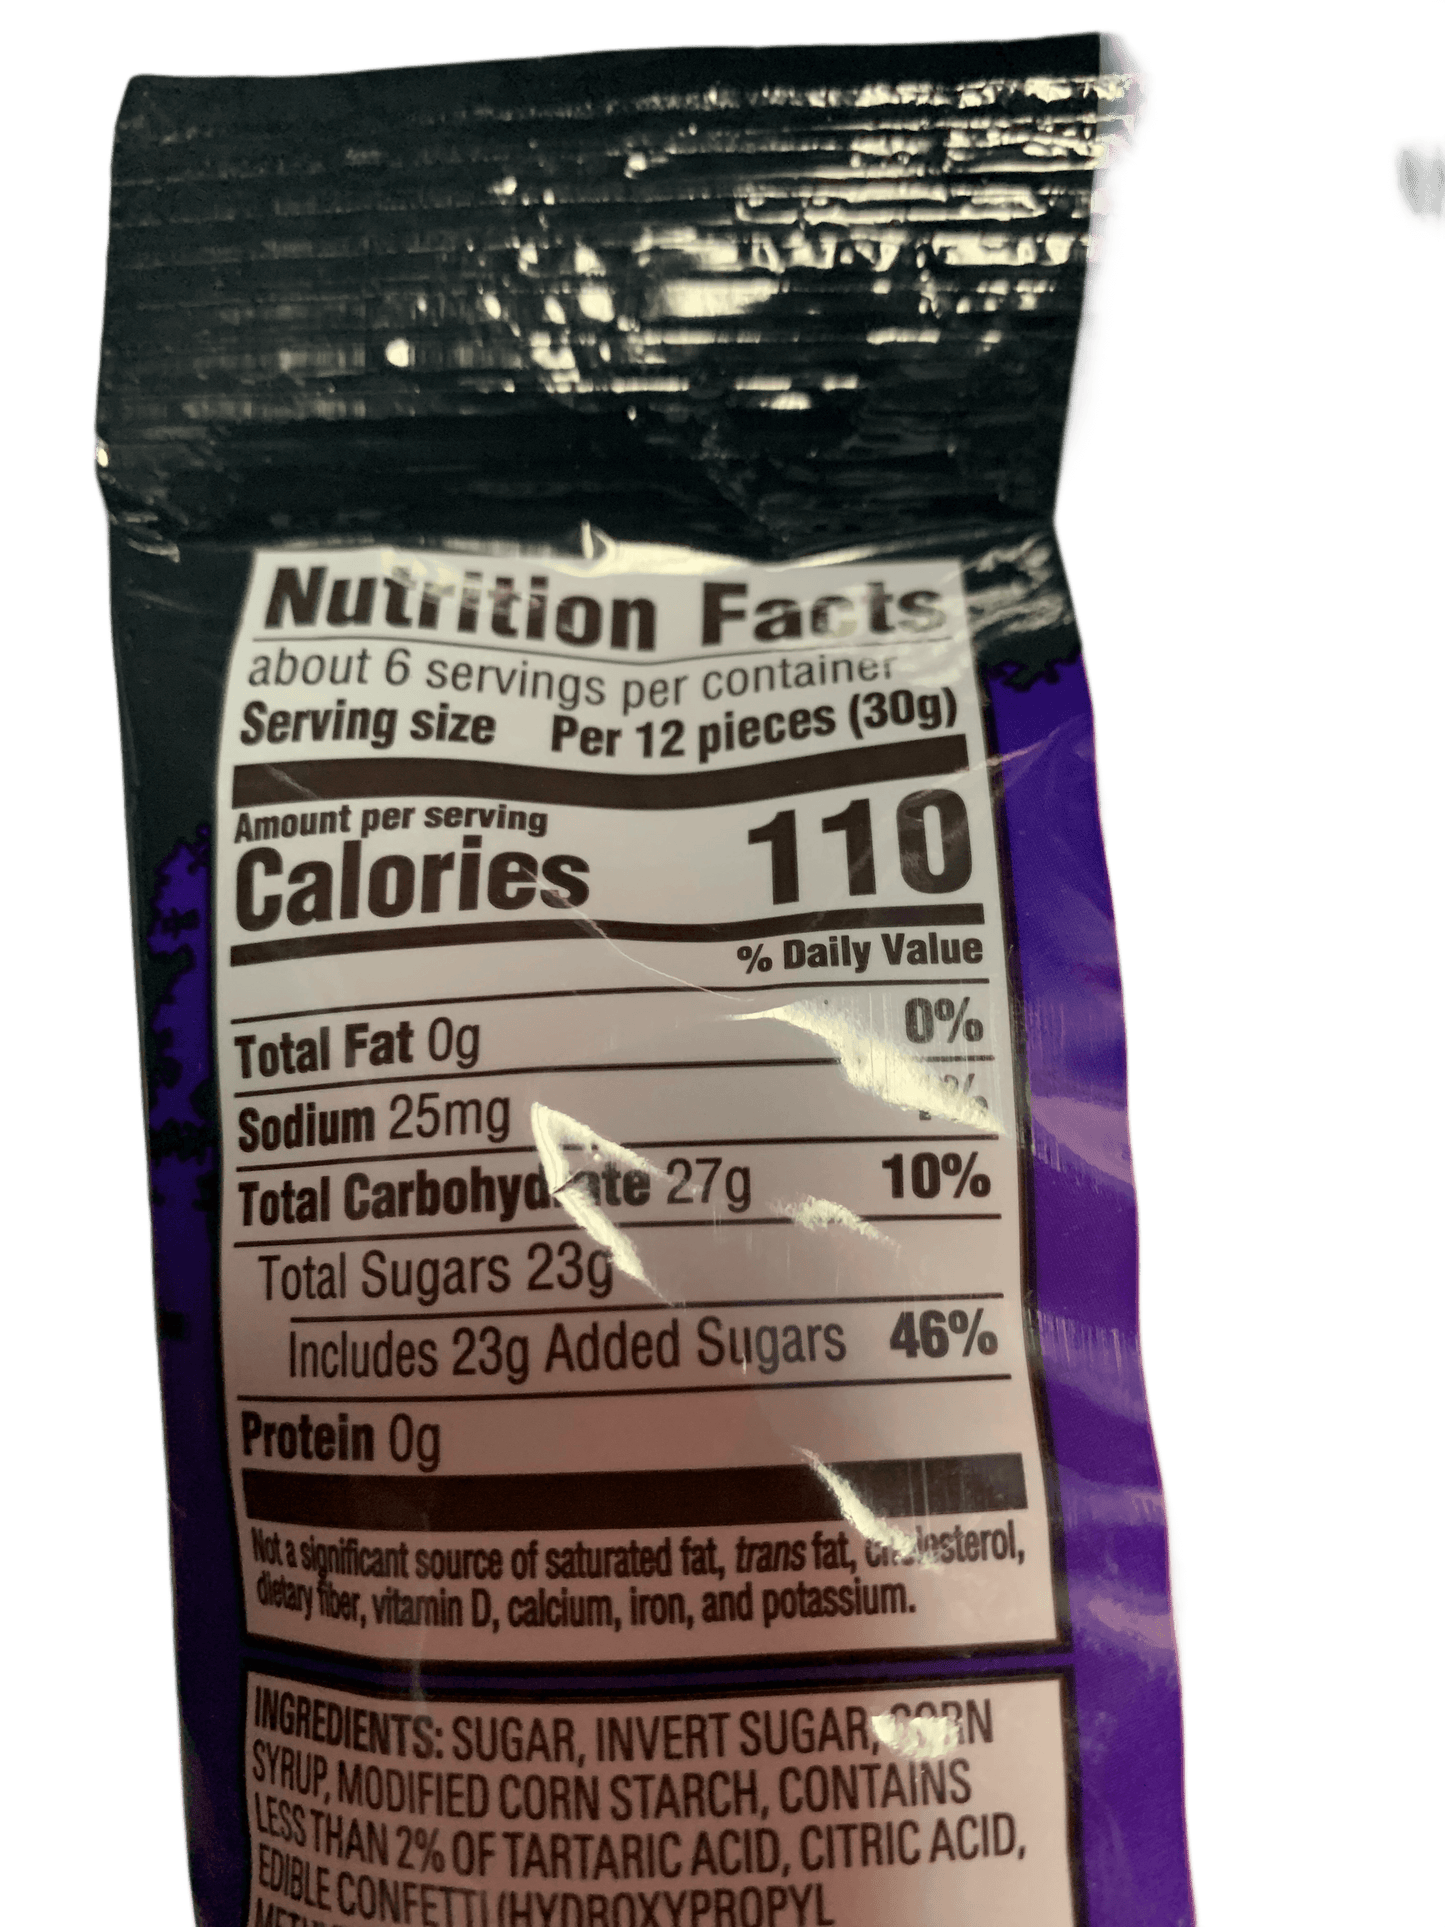 Nutrition Facts
about 6 servings per container
Serving size Per 12 pieces (30g)
Amount per serving
Calories 110
% Daily Value
Total Fat 0g 0%
Sodium 25mg
Total Carbohydrate 27g 10%
Total Sugars 23g
Includes 23g Added Sugars 46%
Protein 0g
Not a significant source of saturated fat, trans fat, cholesterol,
dietary fiber, vitamin D, calcium, iron, and potassium.
INGREDIENTS: SUGAR, INVERT SUGAR, CORN
SYRUP, MODIFIED CORN STARCH, CONTAINS
LESS THAN 2% OF TARTARIC ACID, CITRIC ACID,
EDIBLE CONFETTI (HYDROXYPROPYL